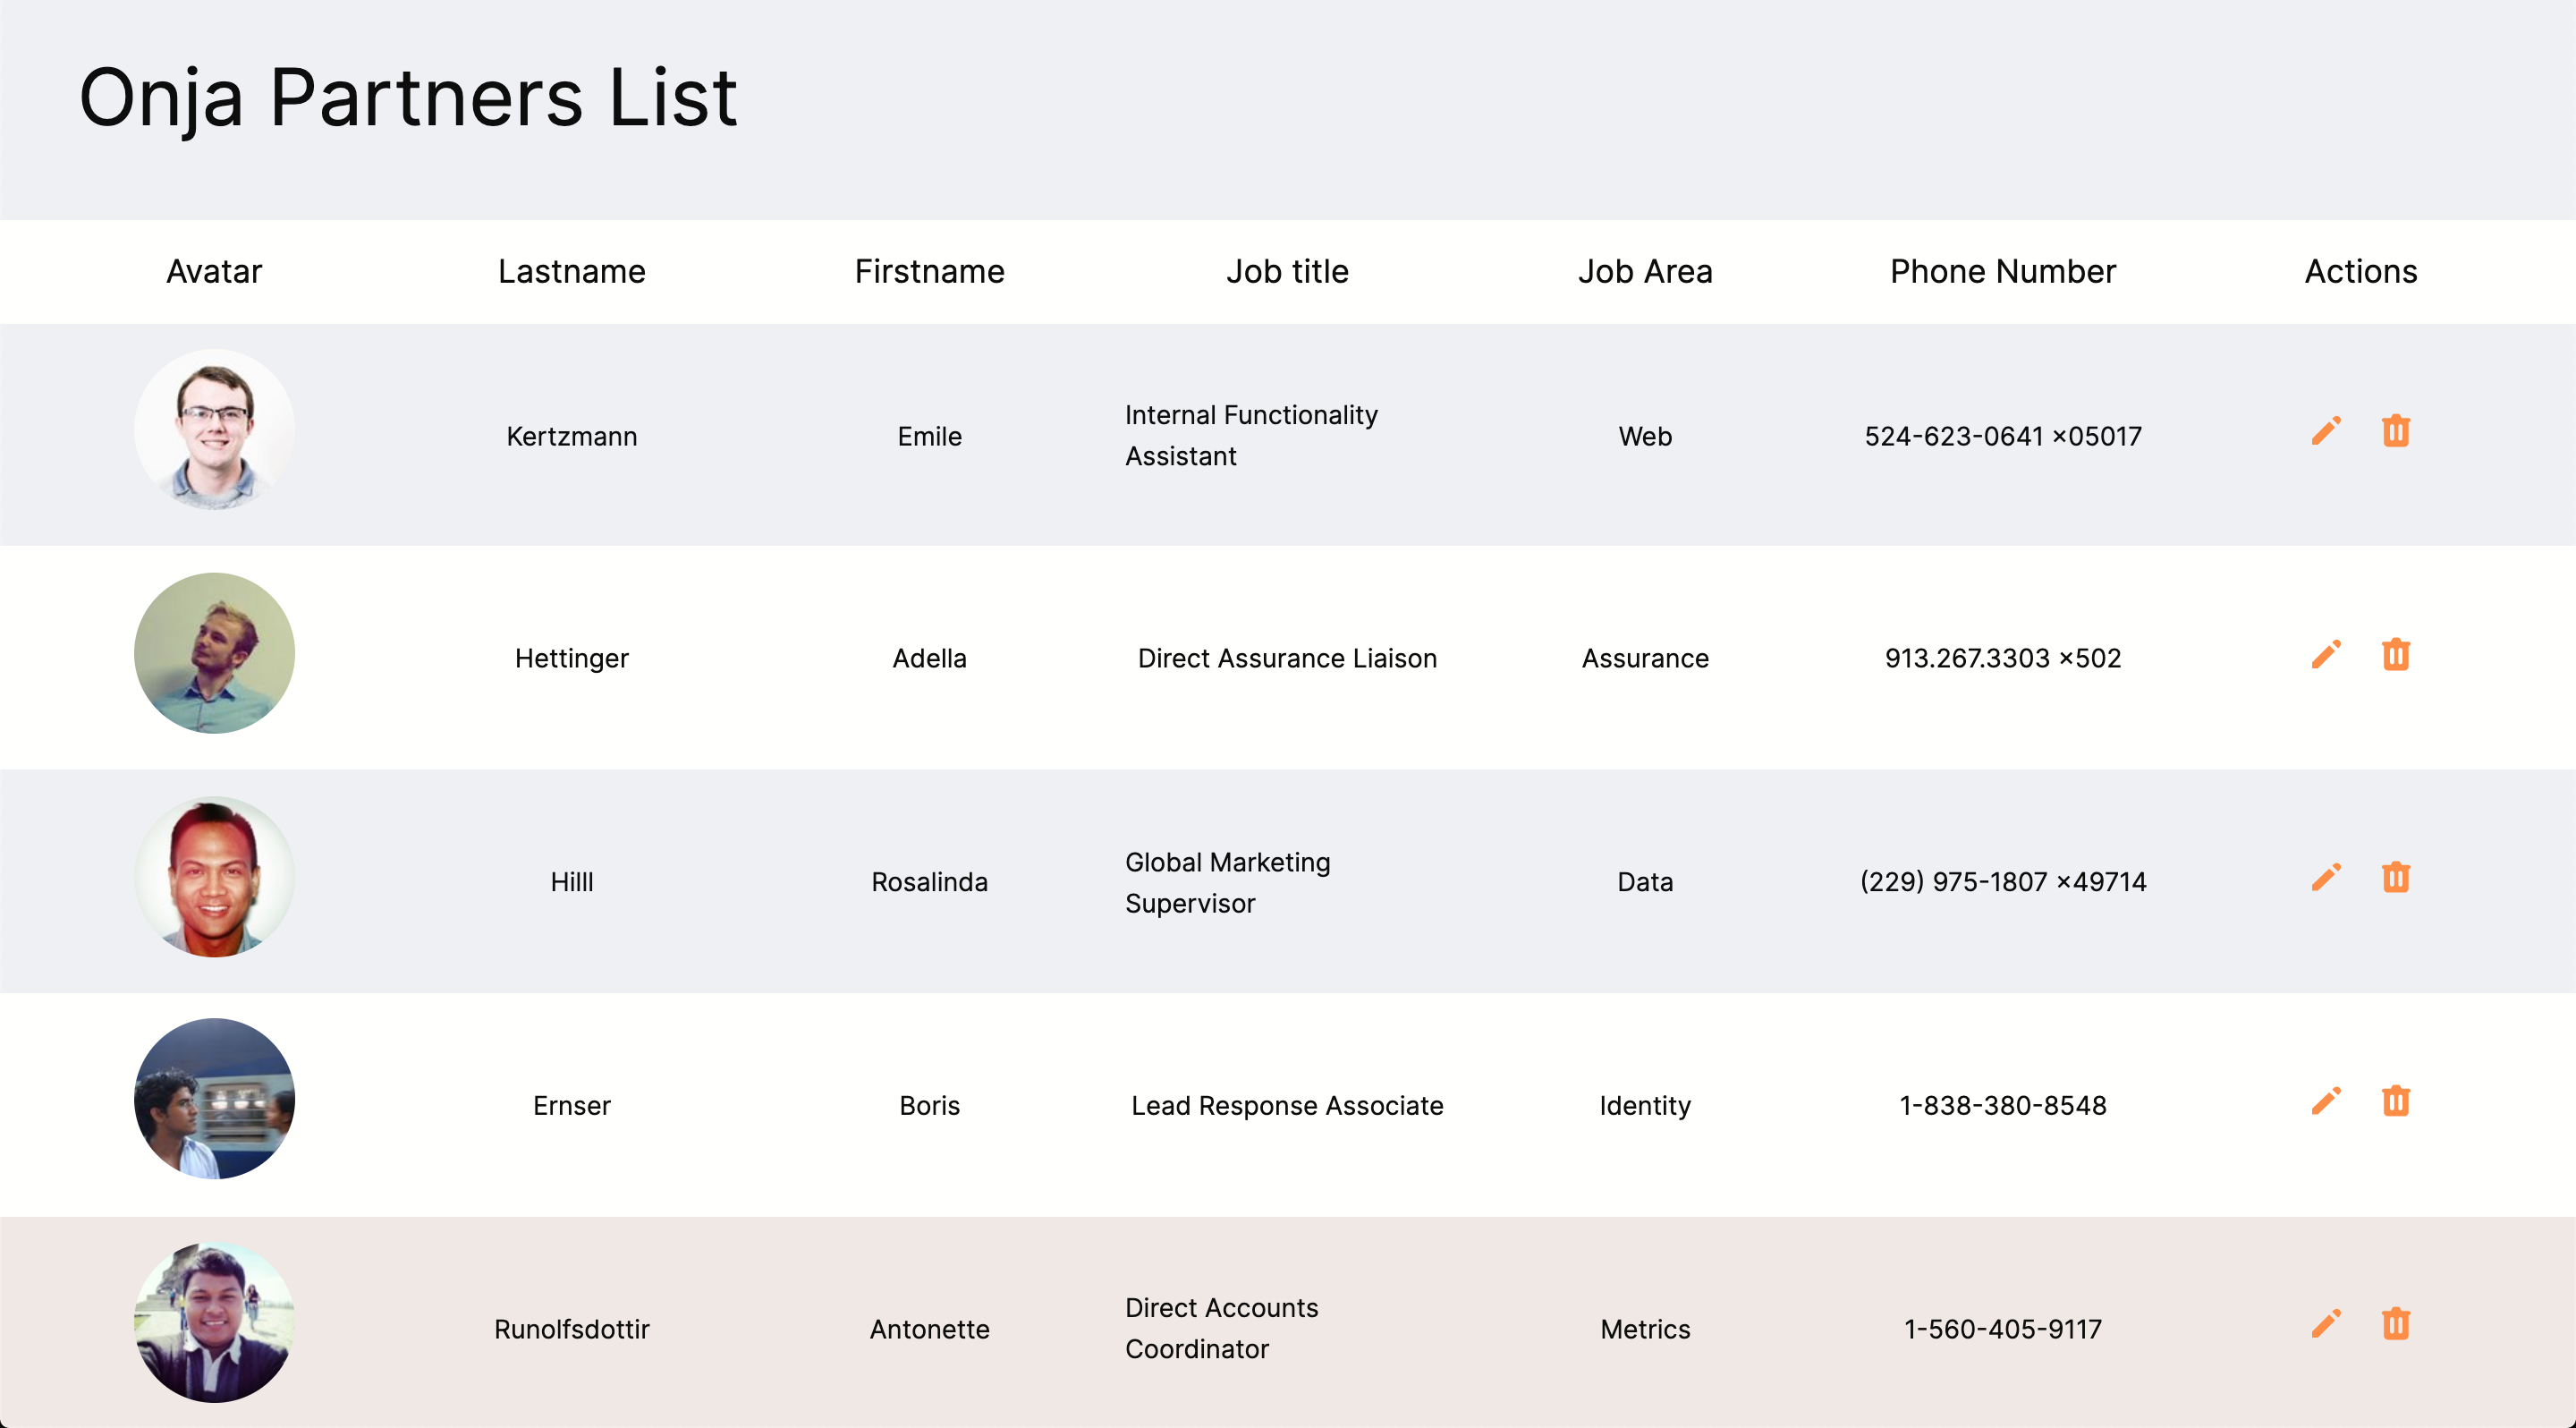 Onja Partners List
Avatar Lastname Firstname Job title Job Area Phone Number Actions
Kertzmann Emile Internal Functionality Assistant Web 524-623-0641 ×05017
Hettinger Adella Direct Assurance Liaison Assurance 913.267.3303 ×502
Hilll Rosalinda Global Marketing Supervisor Data (229) 975-1807 ×49714
Ernser Boris Lead Response Associate Identity 1-838-380-8548
Runolfsdottir Antonette Direct Accounts Coordinator Metrics 1-560-405-9117